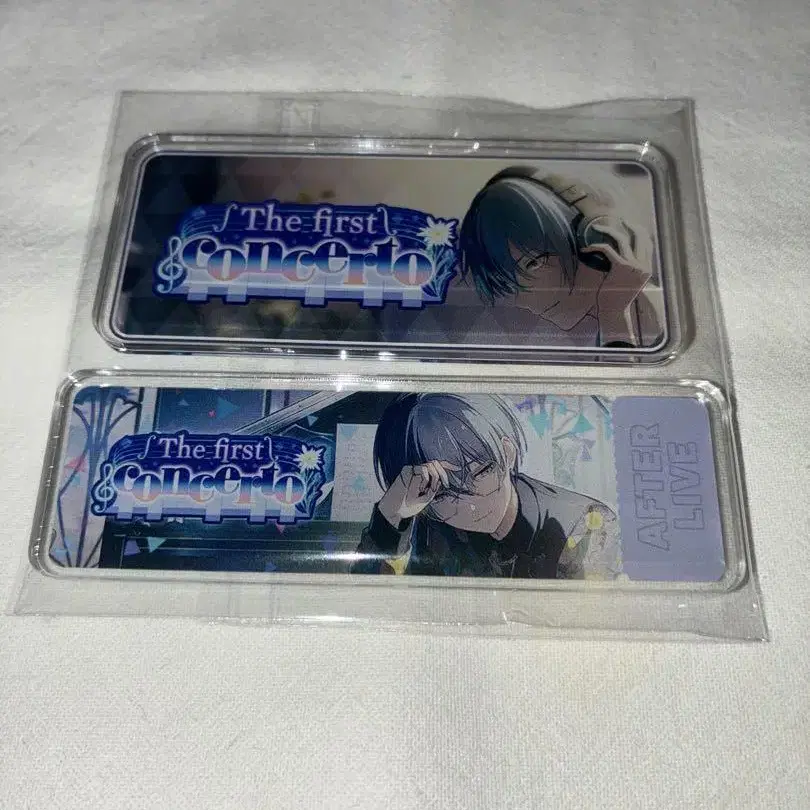 The first
concerto
The first
concerto
AFTER
LIVE